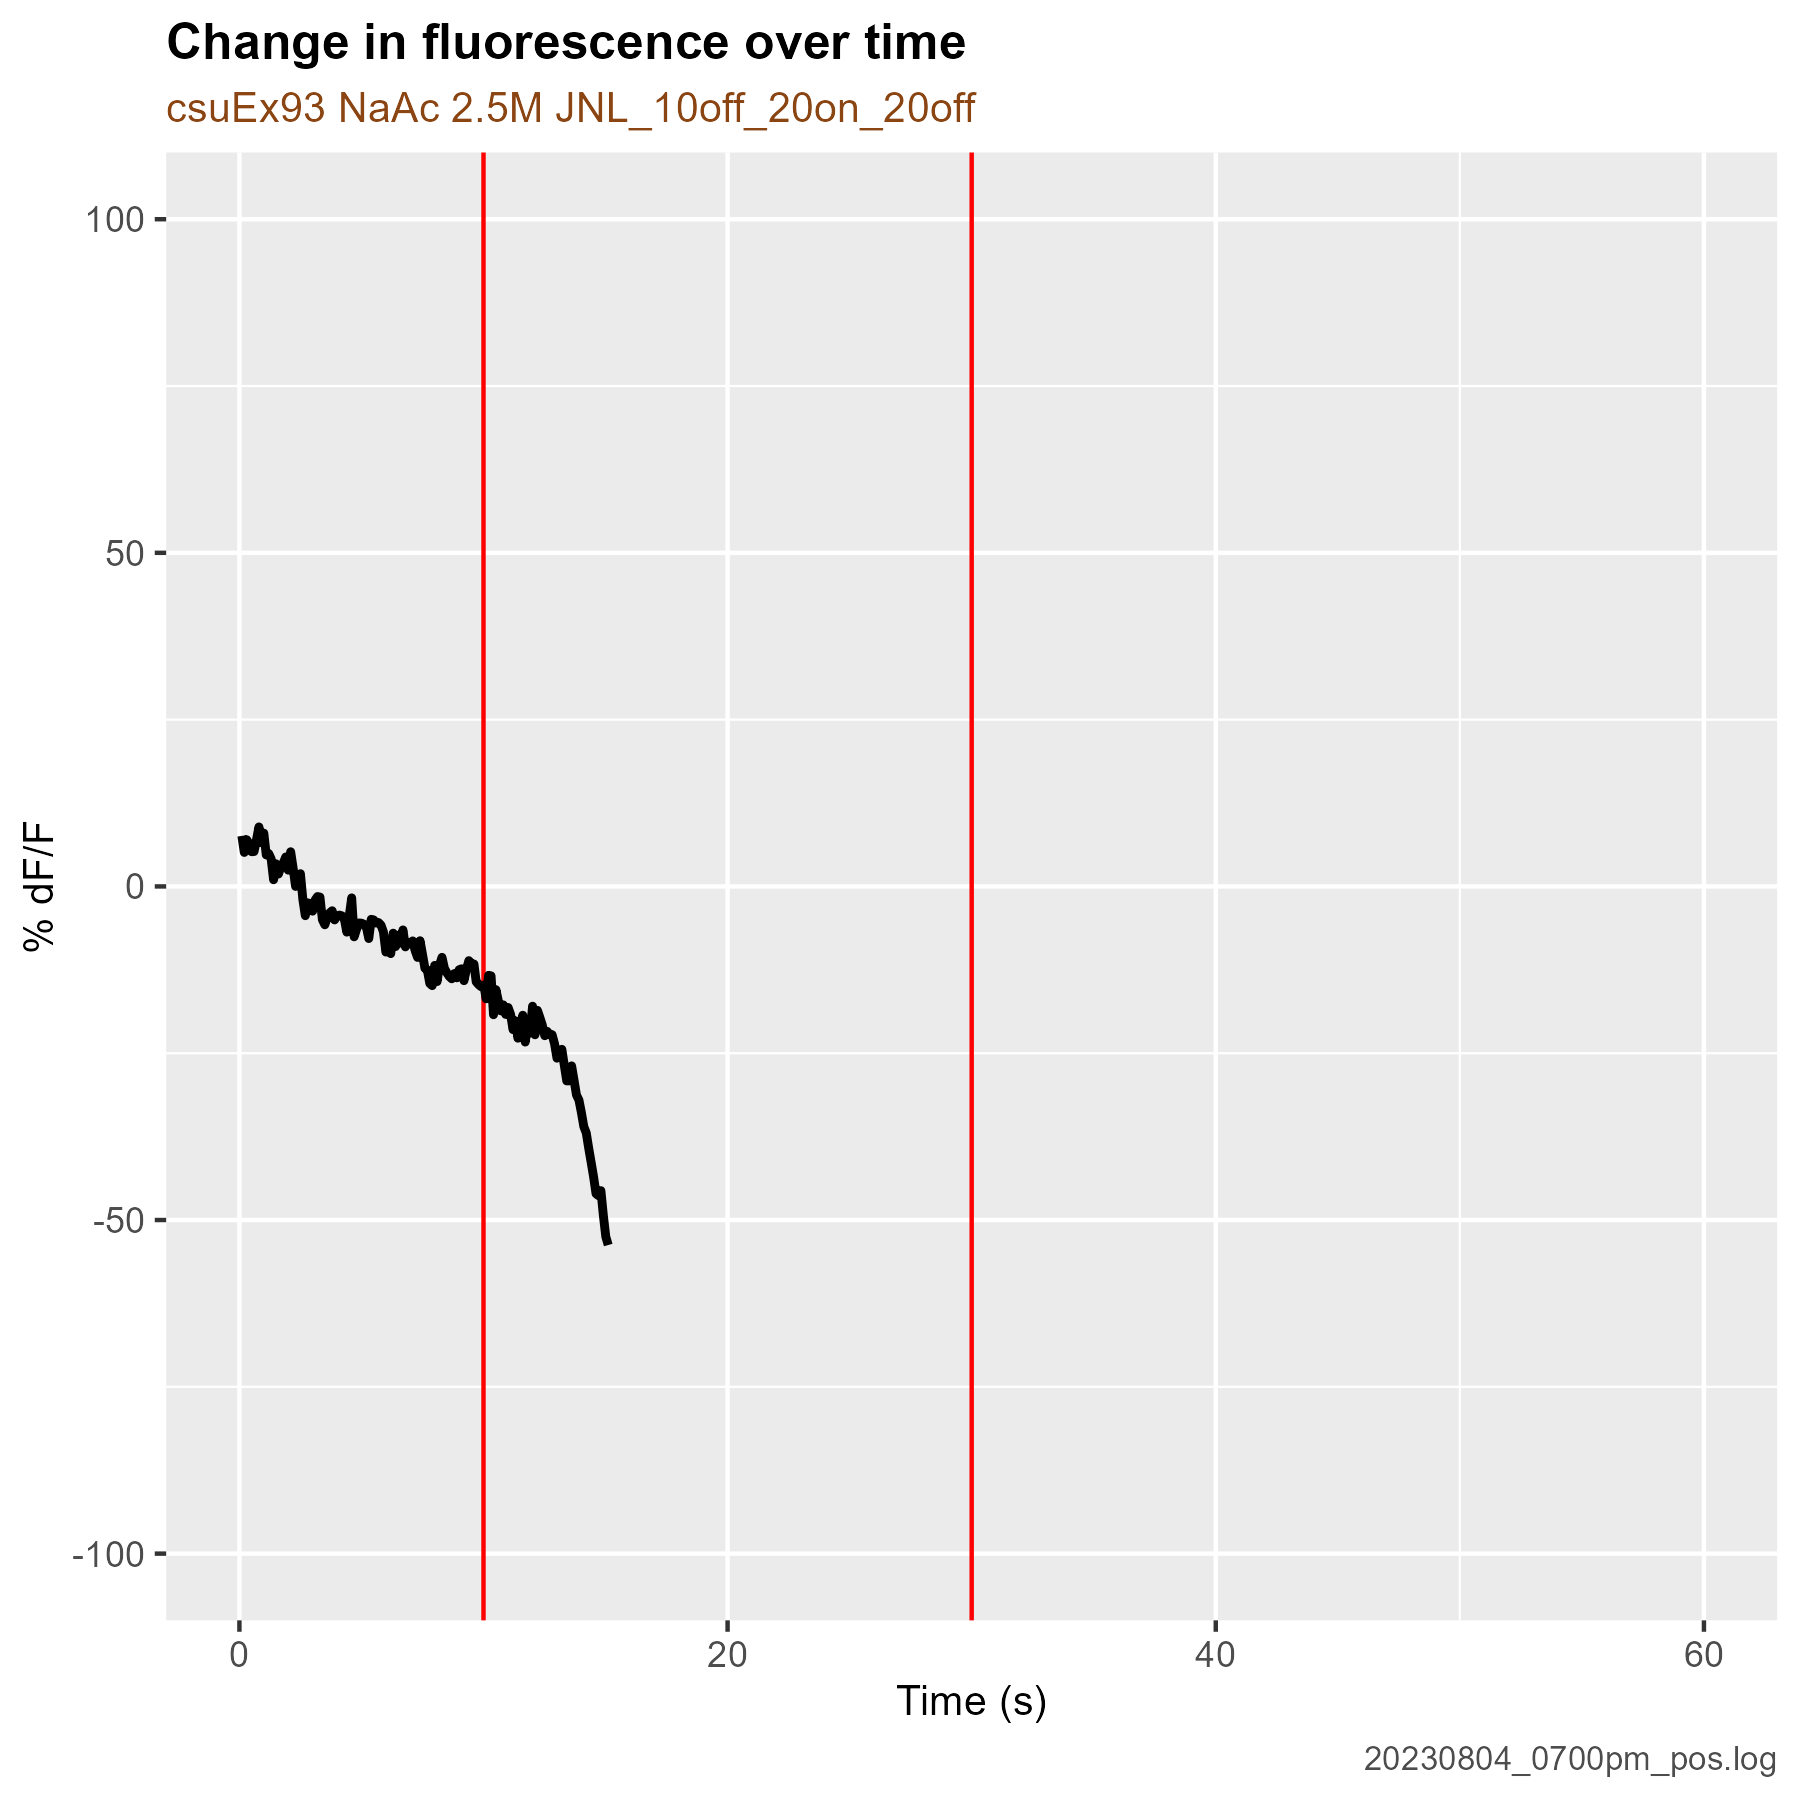 Change in fluorescence over time
csuEx93 NaAc 2.5M JNL_10off_20on_20off
100
50
0
-50
-100
% dF/F
0 20 40 60
Time (s)
20230804_0700pm_pos.log